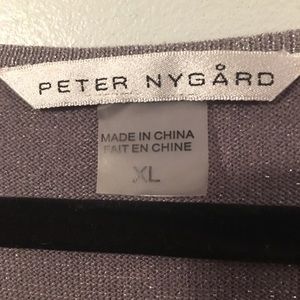 PETER NYGÅRD
MADE IN CHINA
FAIT EN CHINE
XL